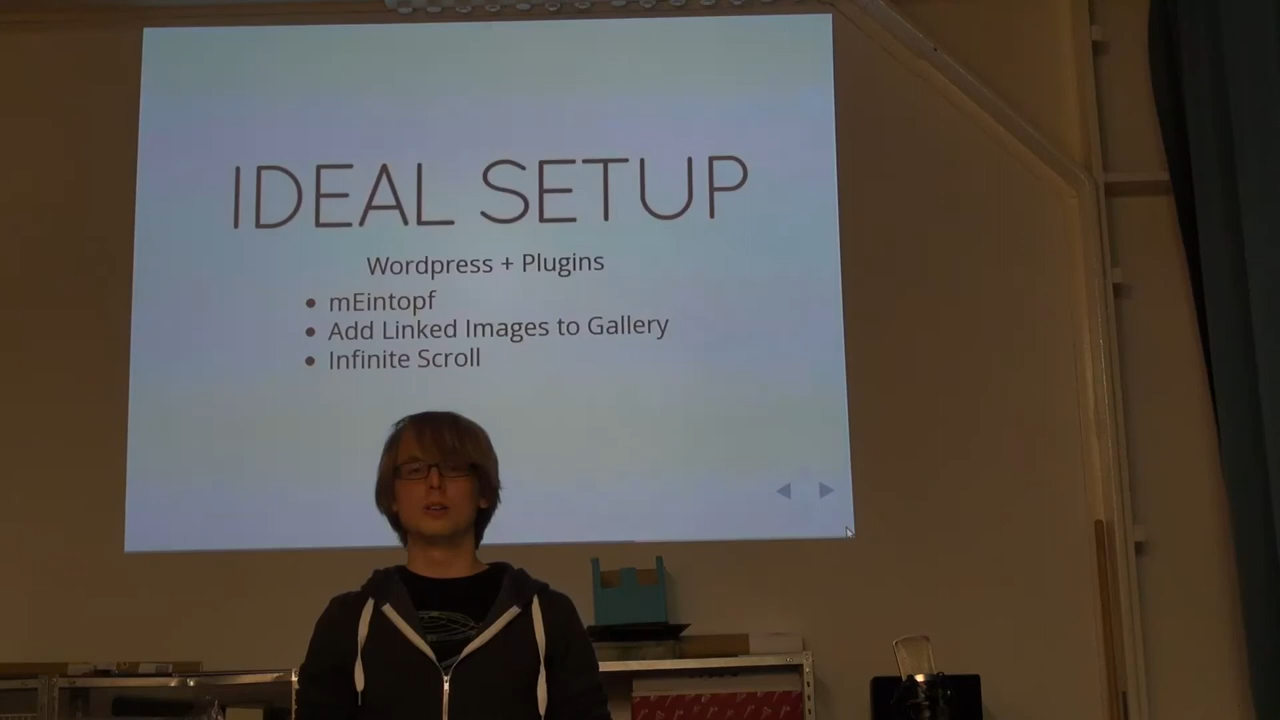 IDEAL SETUP
Wordpress + Plugins
mEintopf
Add Linked Images to Gallery
Infinite Scroll